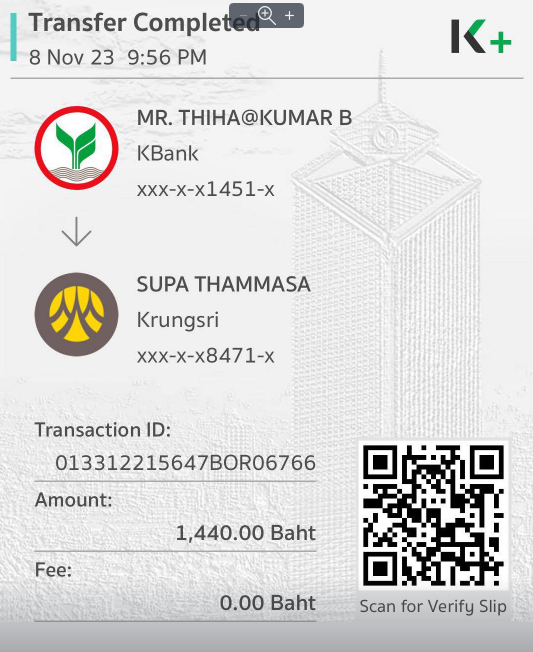 Transfer Completed
8 Nov 23 9:56 PM
K+
MR. THIHA@KUMAR B
KBank
xxx-x-x1451-x
SUPA THAMMASA
Krungsri
xxx-x-x8471-x
Transaction ID:
013312215647BOR06766
Amount:
1,440.00 Baht
Fee:
0.00 Baht
Scan for Verify Slip